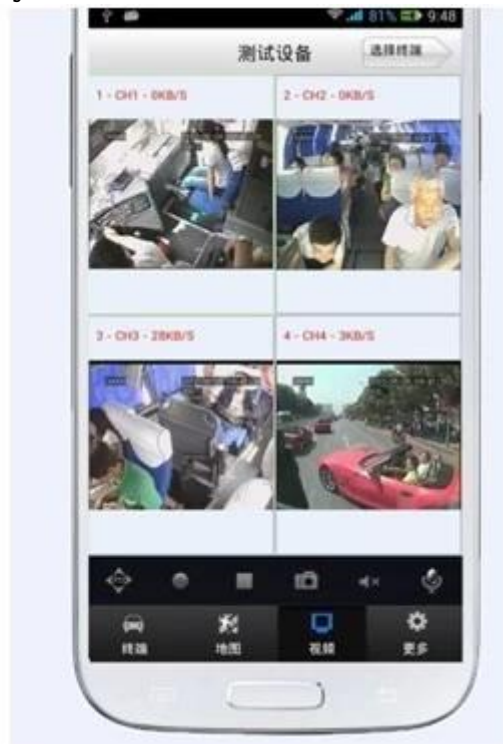 81% 9:48
测试设备
选择终端
1 - CH1 - 0KB/S
2 - CH2 - 0KB/S
3 - CH3 - 28KB/S
4 - CH4 - 3KB/S
终端
地图
视频
更多